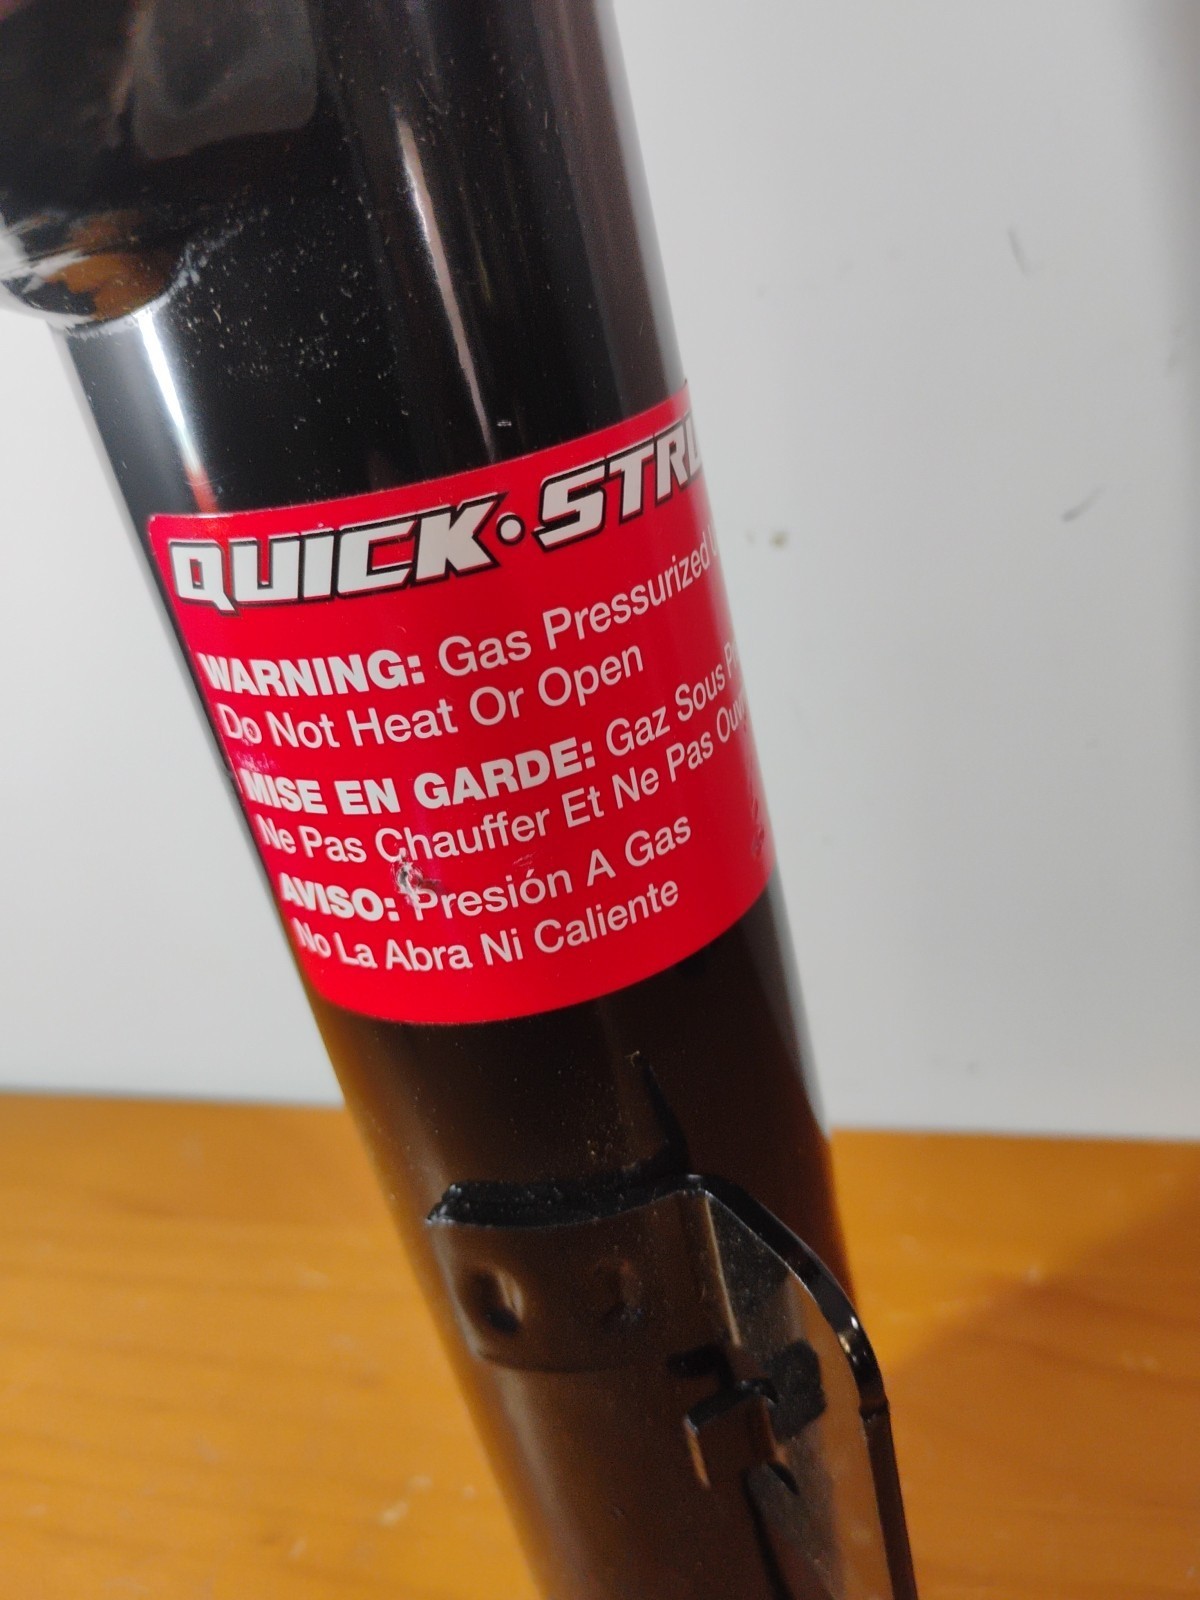 QUICK•STRU
WARNING: Gas Pressurized
Do Not Heat Or Open
MISE EN GARDE: Gaz Sous
Ne Pas Chauffer Et Ne Pas
AVISO: Presión A Gas
No La Abra Ni Caliente